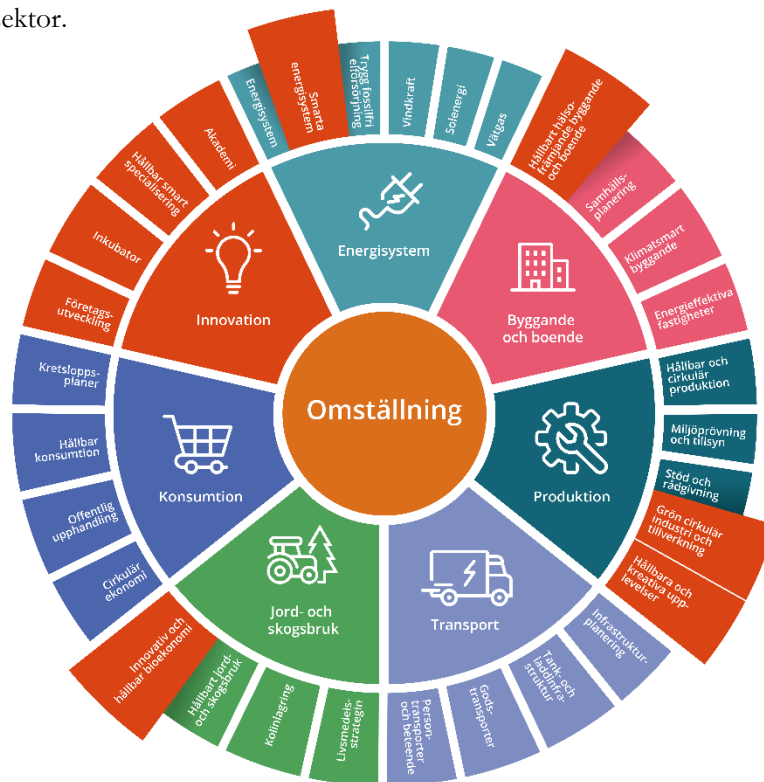 ektor.
Energisystem
Smarta
energisystem
Trygg fossilfri
elförsörjning
Vindkraft
Solenergi
Vätgas
Hållbart hälso-
främjande byggande
och boende
Samhälls-
planering
Klimatsmart
byggande
Energieffektiva
fastigheter
Hållbar och
cirkulär
produktion
Miljöprövning
och tillsyn
Stöd och
rådgivning
Grön cirkulär
industri och
tillverkning
Hållbara och
kreativa upp-
levelser
Infrastruktur-
planering
Tank- och
laddinfra-
struktur
Gods-
transporter
Person-
transporter
och beteende
Livsmedels-
strategin
Kolinlagring
Hållbart jord-
och skogsbruk
Innovativ och
hållbar bioekonomi
Cirkulär
ekonomi
Offentlig
upphandling
Hållbar
konsumtion
Kretslopps-
planer
Företags-
utveckling
Inkubator
Hållbar smart
specialisering
Akademi
Energisystem
Byggande
och boende
Produktion
Transport
Jord- och
skogsbruk
Konsumtion
Innovation
Omställning